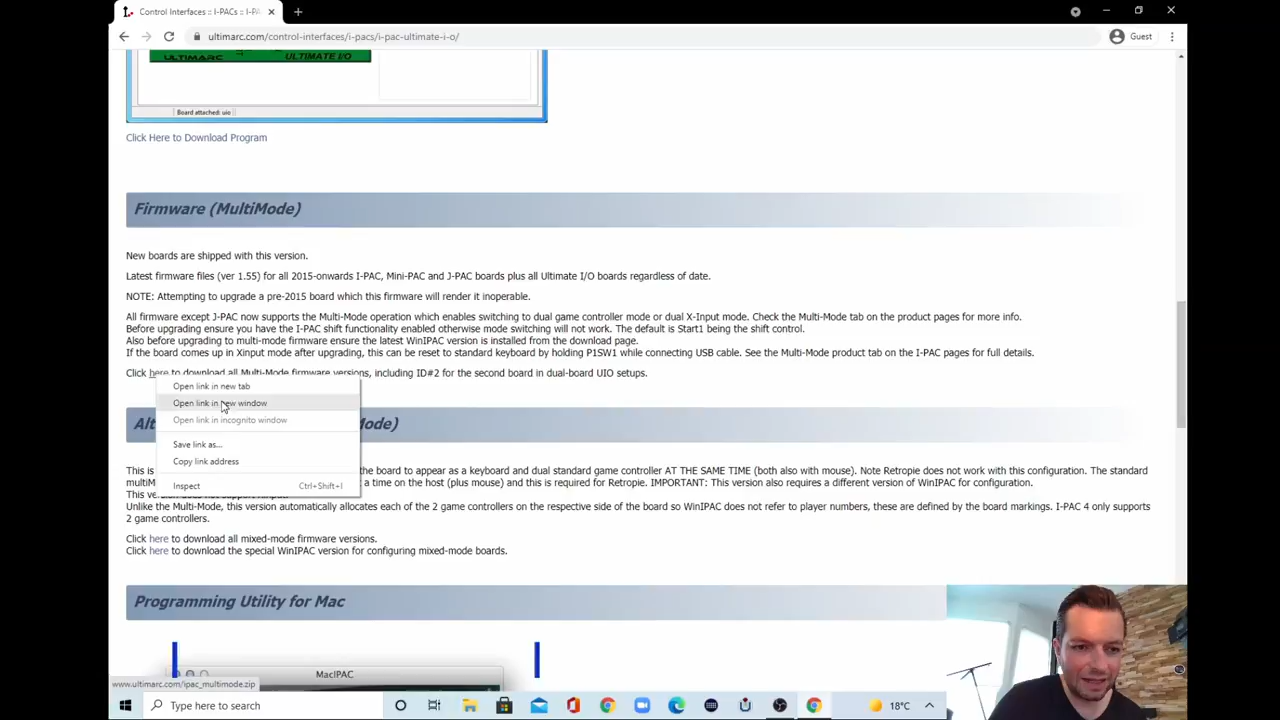 Control Interfaces :: I-PACs :: I-PA
ultimarc.com/control-interfaces/i-pacs/i-pac-ultimate-i-o/
Guest
ULTIMARC ULTIMATE I/O
Board attached: uio
Click Here to Download Program
Firmware (MultiMode)
New boards are shipped with this version.
Latest firmware files (ver 1.55) for all 2015-onwards I-PAC, Mini-PAC and J-PAC boards plus all Ultimate I/O boards regardless of date.
NOTE: Attempting to upgrade a pre-2015 board which this firmware will render it inoperable.
All firmware except J-PAC now supports the Multi-Mode operation which enables switching to dual game controller mode or dual X-Input mode. Check the Multi-Mode tab on the product pages for more info.
Before upgrading ensure you have the I-PAC shift functionality enabled otherwise mode switching will not work. The default is Start1 being the shift control.
Also before upgrading to multi-mode firmware ensure the latest WinIPAC version is installed from the download page.
If the board comes up in Xinput mode after upgrading, this can be reset to standard keyboard by holding P1SW1 while connecting USB cable. See the Multi-Mode product tab on the I-PAC pages for full details.
Click here to download all Multi-Mode firmware versions, including ID#2 for the second board in dual-board UIO setups.
Open link in new tab
Open link in new window
Open link in incognito window
Save link as...
Copy link address
Inspect Ctrl+Shift+I
Alt ode)
This is the board to appear as a keyboard and dual standard game controller AT THE SAME TIME (both also with mouse). Note Retropie does not work with this configuration. The standard
multiM a time on the host (plus mouse) and this is required for Retropie. IMPORTANT: This version also requires a different version of WinIPAC for configuration.
This ve
Unlike the Multi-Mode, this version automatically allocates each of the 2 game controllers on the respective side of the board so WinIPAC does not refer to player numbers, these are defined by the board markings. I-PAC 4 only supports
2 game controllers.
Click here to download all mixed-mode firmware versions.
Click here to download the special WinIPAC version for configuring mixed-mode boards.
Programming Utility for Mac
MacIPAC
www.ultimarc.com/ipac_multimode.zip
Type here to search
18°C